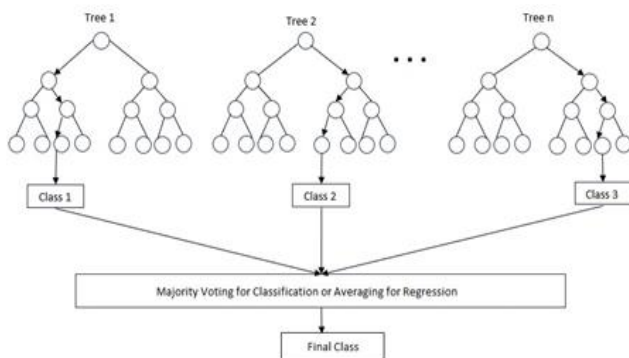 Tree 1
Tree 2
Tree n
...
Class 1
Class 2
Class 3
Majority Voting for Classification or Averaging for Regression
Final Class